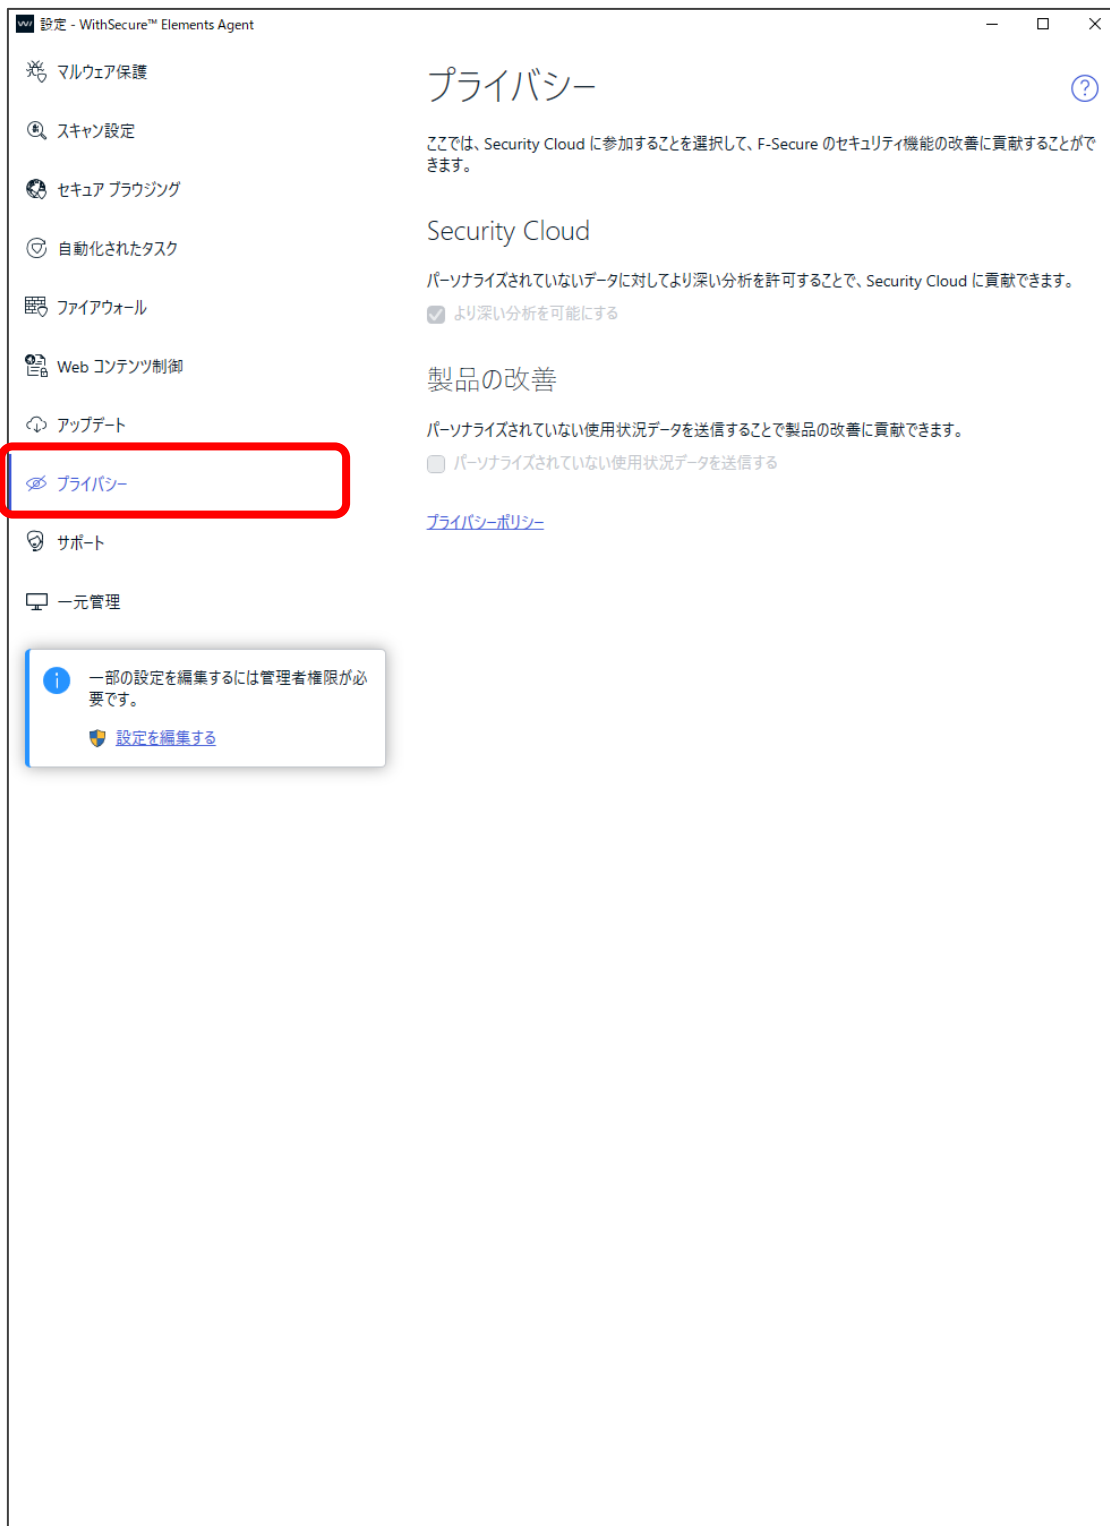 設定 - WithSecure™ Elements Agent
マルウェア保護
スキャン設定
セキュア ブラウジング
自動化されたタスク
ファイアウォール
Web コンテンツ制御
アップデート
プライバシー
サポート
一元管理
一部の設定を編集するには管理者権限が必
要です。
設定を編集する
プライバシー
ここでは、Security Cloud に参加することを選択して、F-Secure のセキュリティ機能の改善に貢献することがで
きます。
Security Cloud
パーソナライズされていないデータに対してより深い分析を許可することで、Security Cloud に貢献できます。
より深い分析を可能にする
製品の改善
パーソナライズされていない使用状況データを送信することで製品の改善に貢献できます。
パーソナライズされていない使用状況データを送信する
プライバシーポリシー